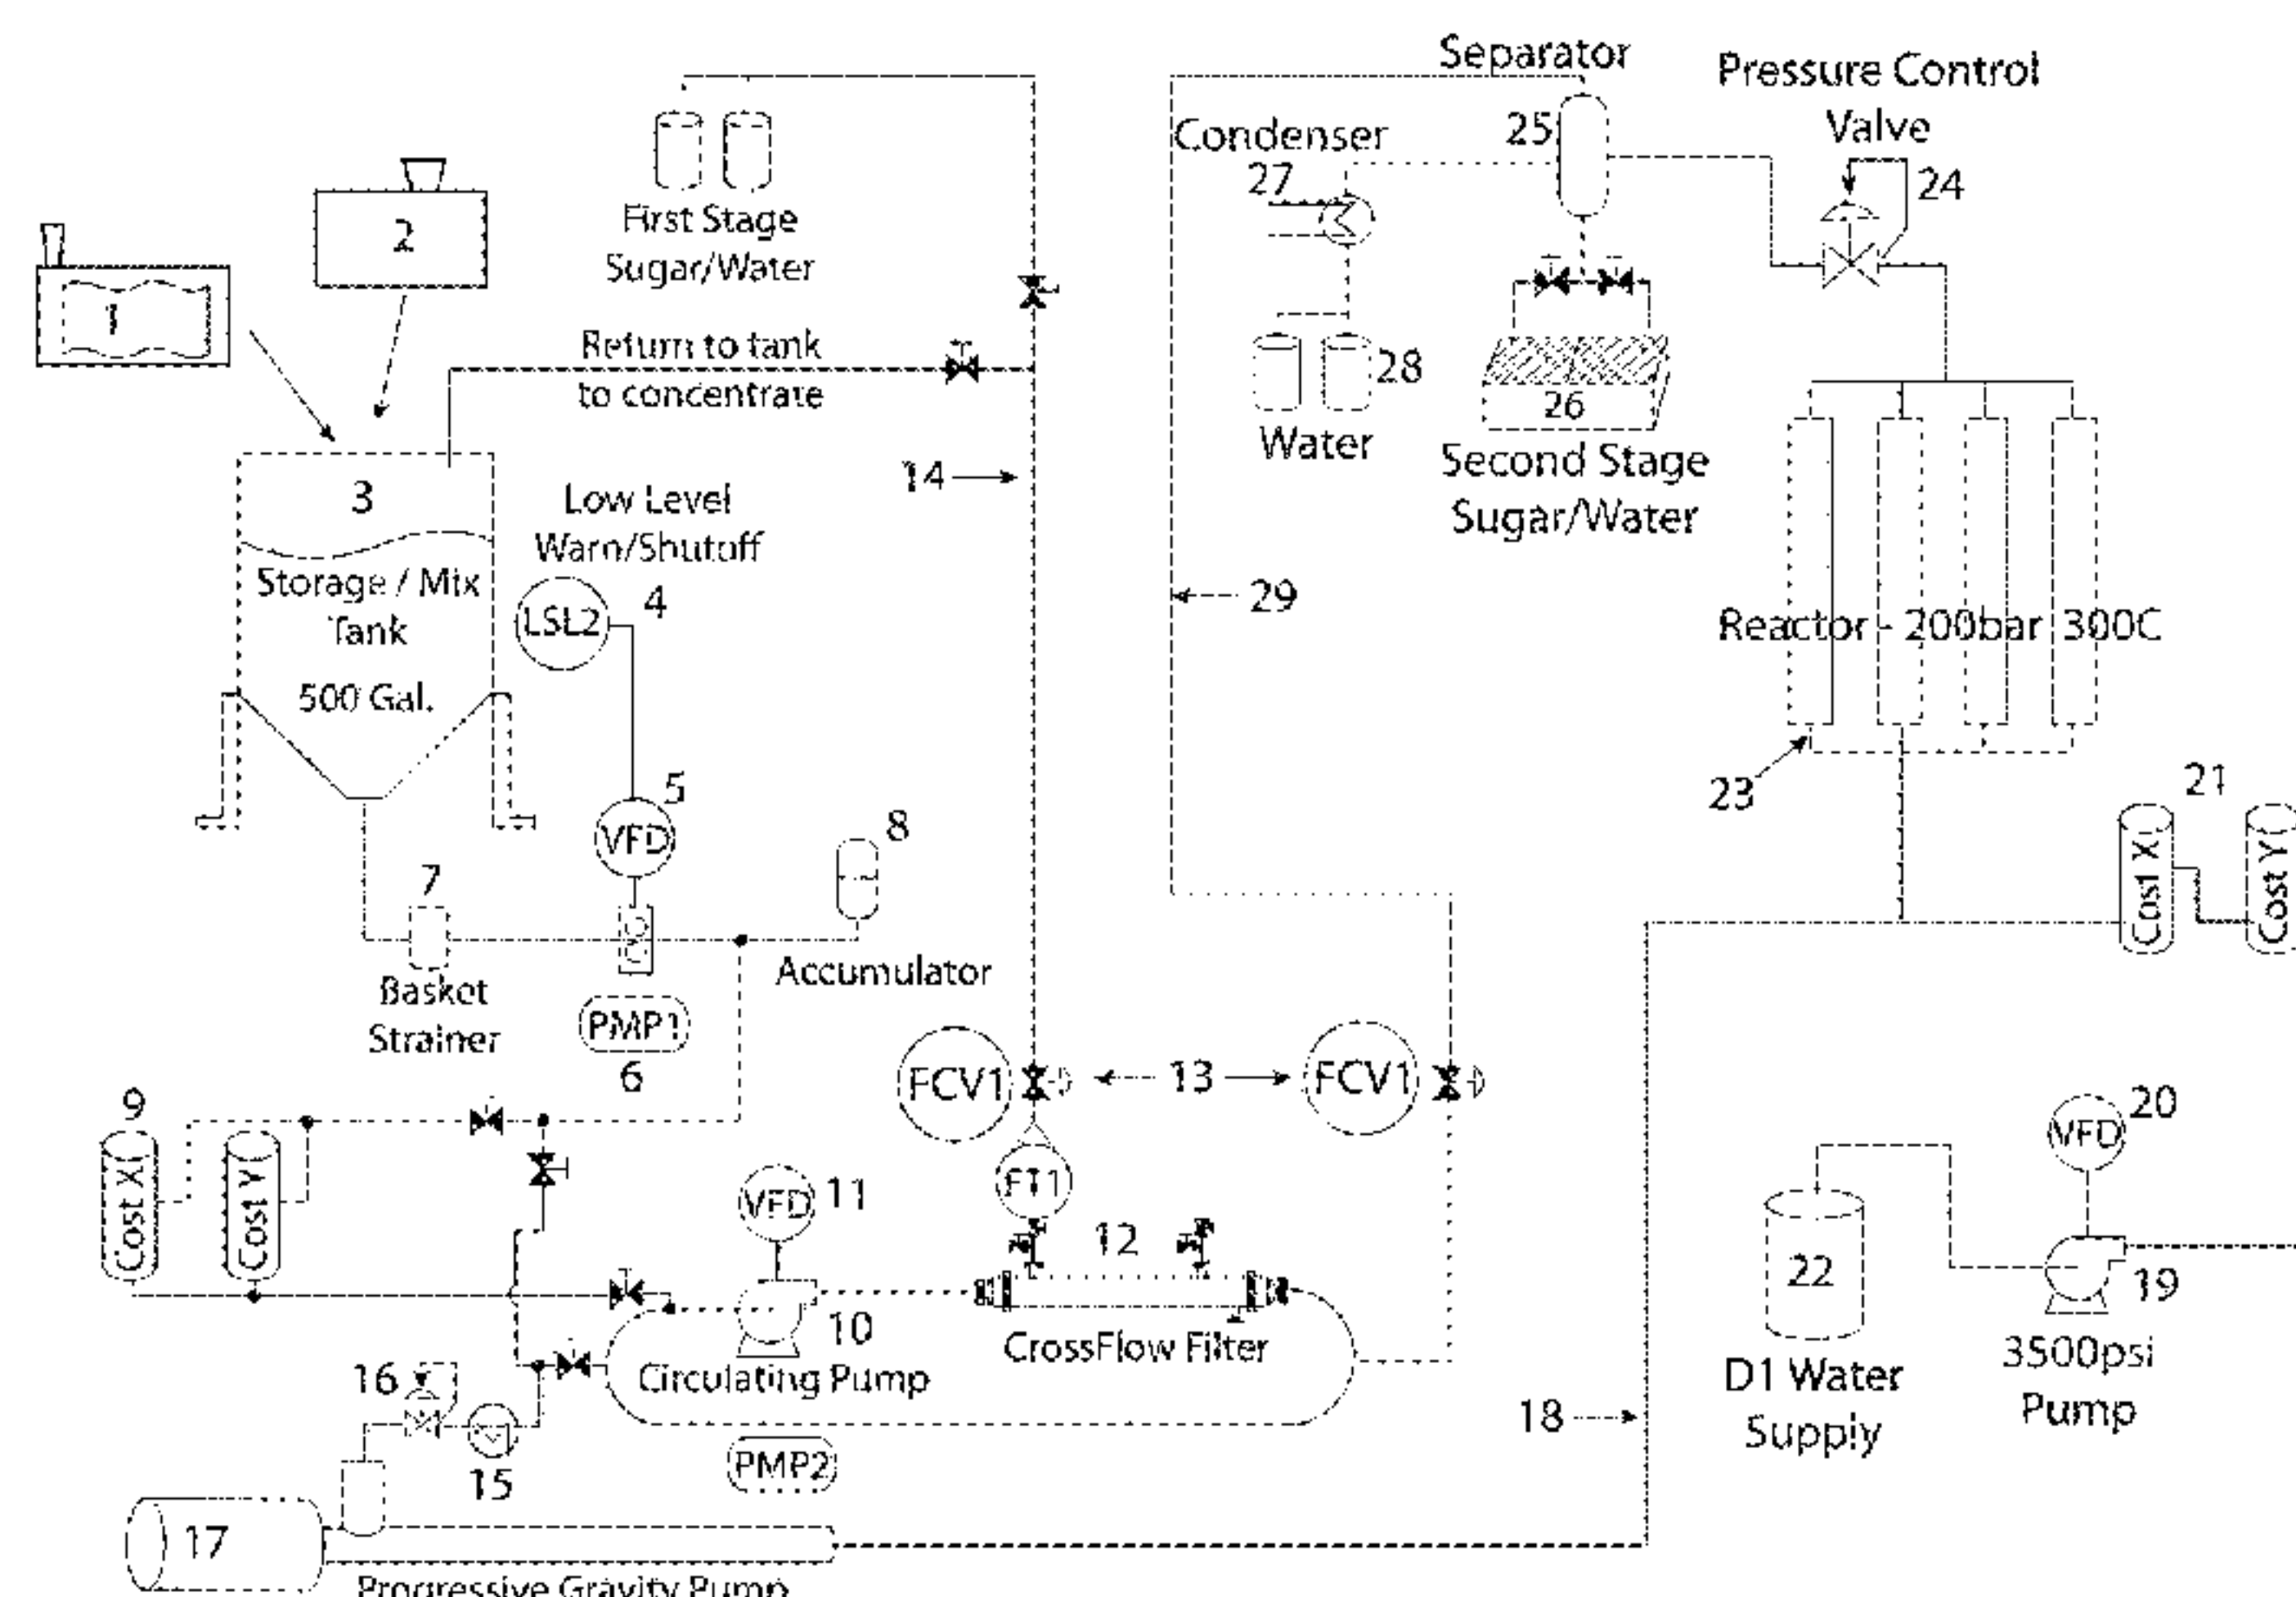 Separator
Pressure Control
Valve
25
Condenser
27
24
First Stage
Sugar/Water
2
1
Return to tank
to concentrate
28
26
Water
Second Stage
Sugar/Water
14
3
Low Level
Warn/Shutoff
Storage / Mix
Tank
500 Gal.
LSL2
4
29
Reactor - 200bar 300C
23
21
Cost X(
Cost Y(
5
VFD
8
7
Basket
Strainer
Accumulator
PMP1
6
FCV1
13
FCV1
9
Cost X(
Cost Y(
FT1
VFD
11
12
10
CrossFlow Filter
Circulating Pump
20
VFD
22
19
3500psi
Pump
D1 Water
Supply
16
15
PMP2
18
17
Progressive Gravity Pump